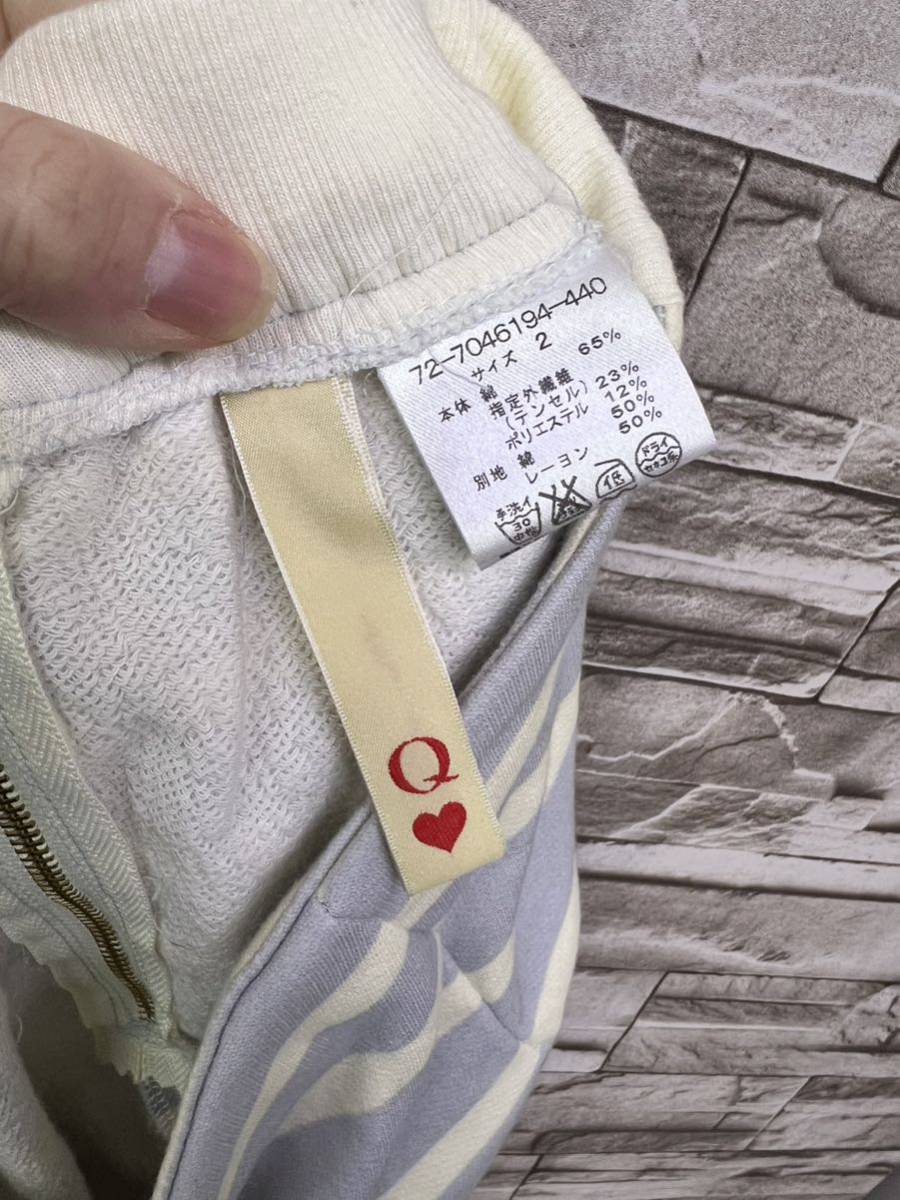 72-7046194-440
サイズ 2
本体 綿 65%
指定外繊維
(テンセル) 23%
ポリエステル 12%
別地 綿 50%
レーヨン 50%
手洗イ
30
中性
低
ドライ
セキユ系
Q